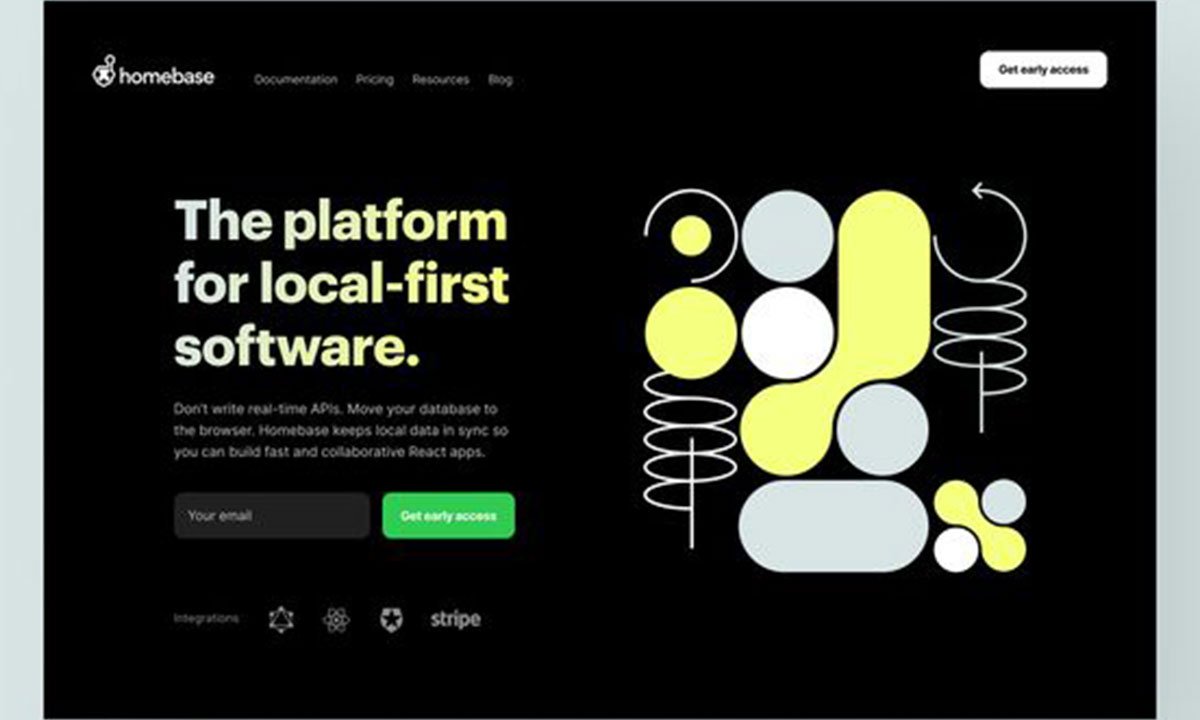 homebase
Documentation Pricing Resources Blog
Get early access
The platform
for local-first
software.
Don't write real-time APIs. Move your database to
the browser. Homebase keeps local data in sync so
you can build fast and collaborative React apps.
Your email
Get early access
Integrations
stripe